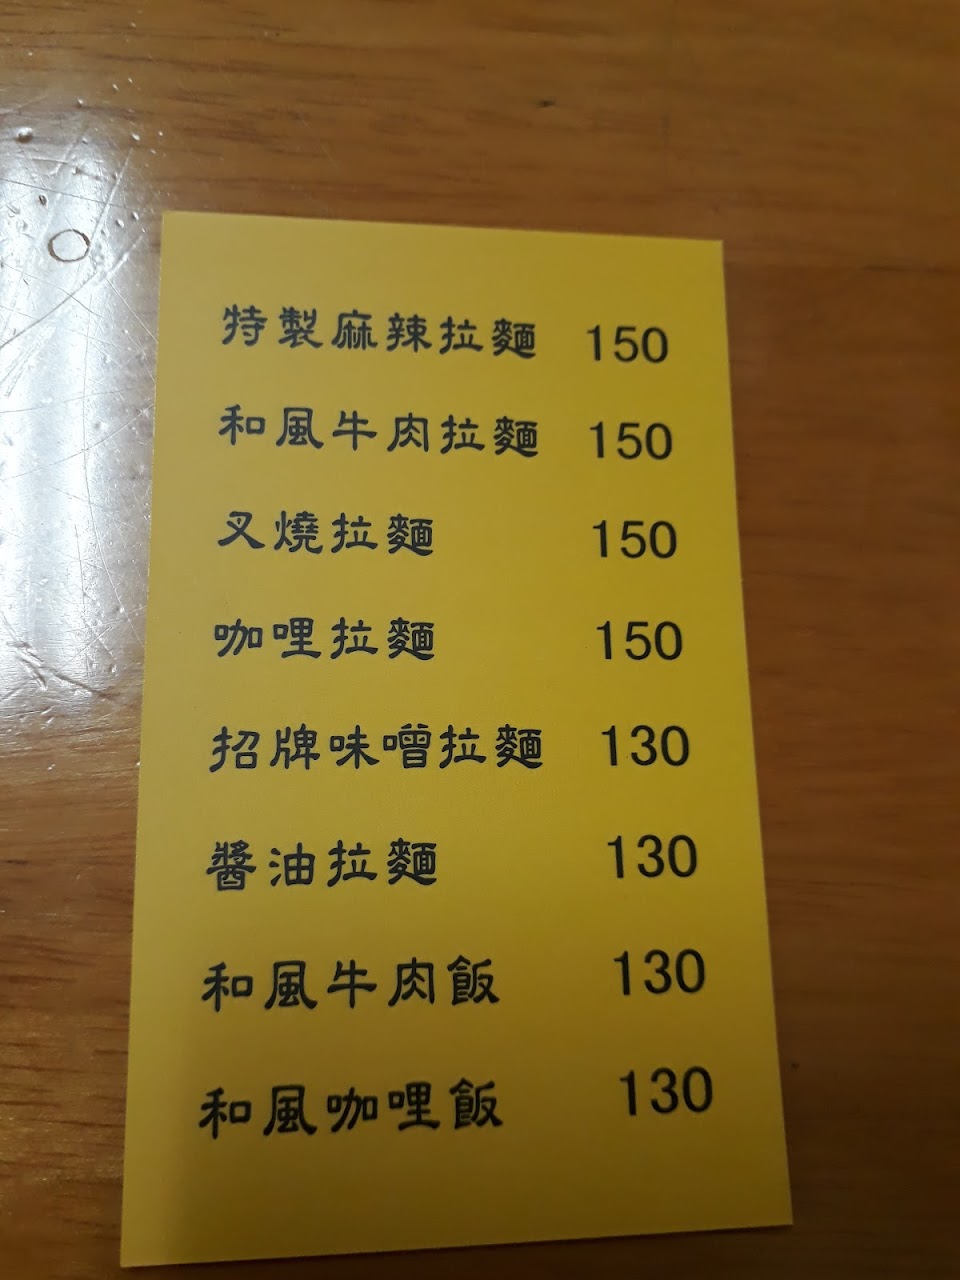 特製麻辣拉麵 150
和風牛肉拉麵 150
叉燒拉麵 150
咖哩拉麵 150
招牌味噌拉麵 130
醬油拉麵 130
和風牛肉飯 130
和風咖哩飯 130